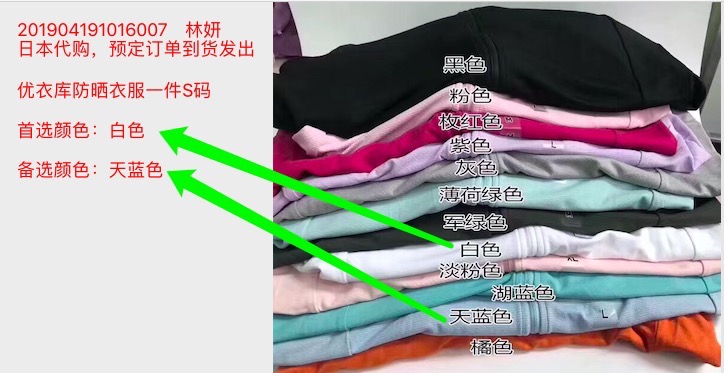 201904191016007 林妍
日本代购，预定订单到货发出
优衣库防晒衣服一件S码
首选颜色：白色
备选颜色：天蓝色
黑色
粉色
枚红色
紫色
L
灰色
薄荷绿色
军绿色
白色
XL
淡粉色
湖蓝色
天蓝色
L
橘色